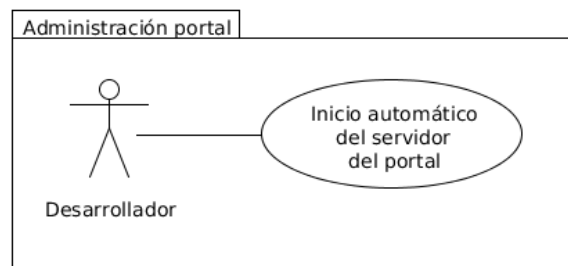 Administración portal
Inicio automático
del servidor
del portal
Desarrollador